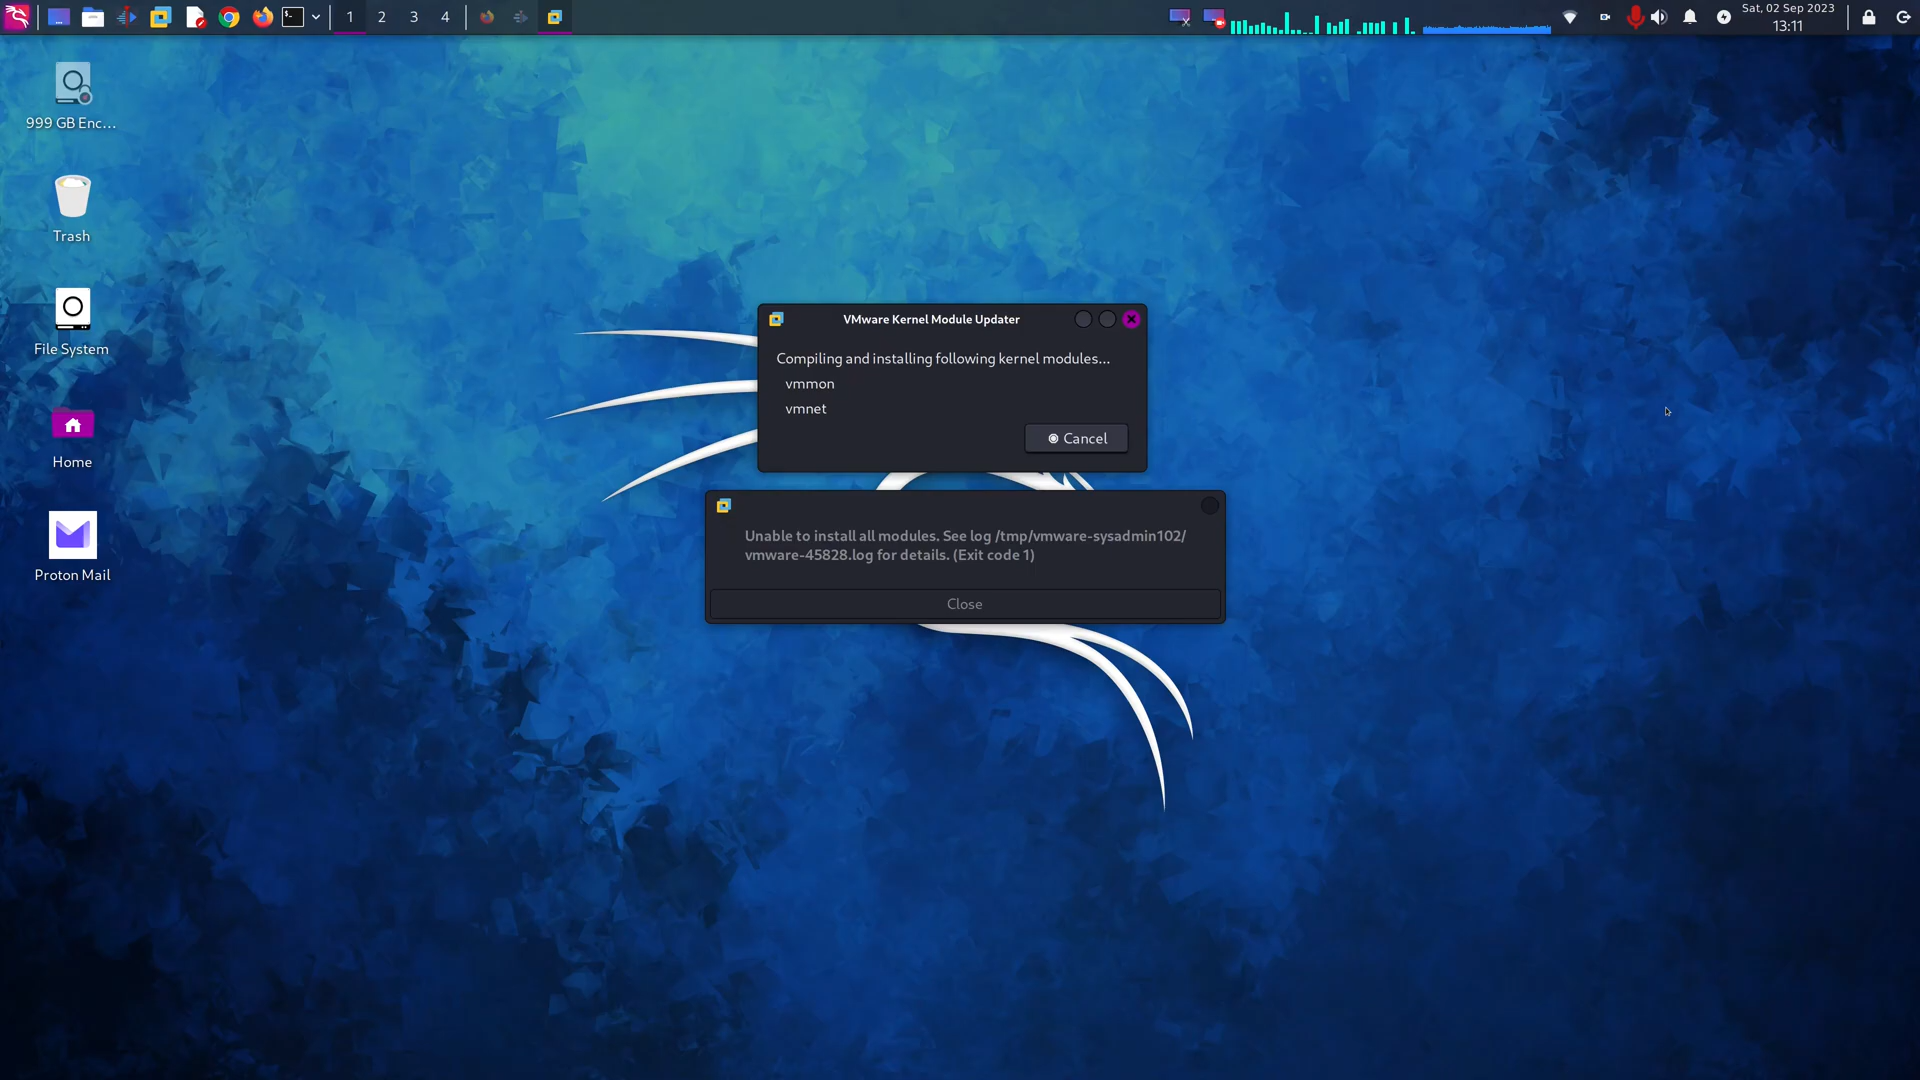 1 2 3 4
Sat, 02 Sep 2023
13:11
999 GB Enc...
Trash
File System
Home
Proton Mail
VMware Kernel Module Updater
Compiling and installing following kernel modules...
vmmon
vmnet
Cancel
Unable to install all modules. See log /tmp/vmware-sysadmin102/
vmware-45828.log for details. (Exit code 1)
Close